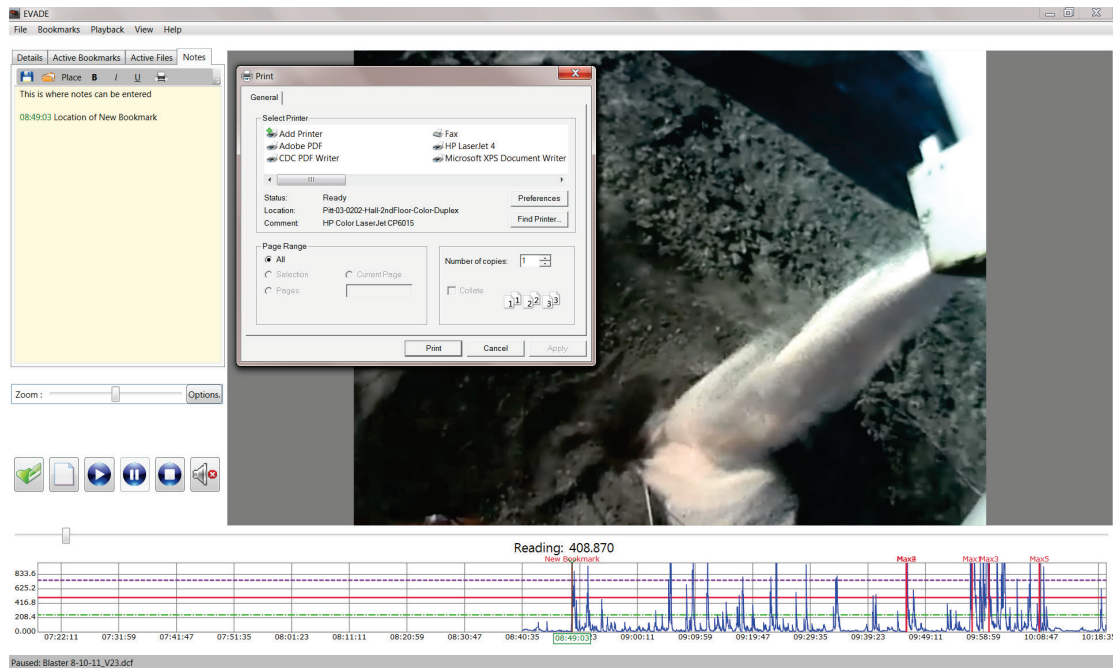 EVADE
File Bookmarks Playback View Help
Details Active Bookmarks Active Files Notes
Place B I U
This is where notes can be entered
08:49:03 Location of New Bookmark
Print
General
Select Printer
Add Printer Fax
Adobe PDF HP LaserJet 4
CDC PDF Writer Microsoft XPS Document Writer
Status: Ready Preferences
Location: Pitt-03-0202-Hall-2ndFloor-Color-Duplex
Comment: HP Color LaserJet CP6015 Find Printer...
Page Range
All Number of copies: 1
Selection Current Page
Pages: Collate
11 22 33
Print Cancel Apply
Zoom : Options
Reading: 408.870
New Bookmark Max Max3 Max5
833.6
625.2
416.8
208.4
0.000
07:22:11 07:31:59 07:41:47 07:51:35 08:01:23 08:11:11 08:20:59 08:30:47 08:40:35 08:49:03 09:00:11 09:09:59 09:19:47 09:29:35 09:39:23 09:49:11 09:58:59 10:08:47 10:18:35
Paused: Blaster 8-10-11_V23.dcf